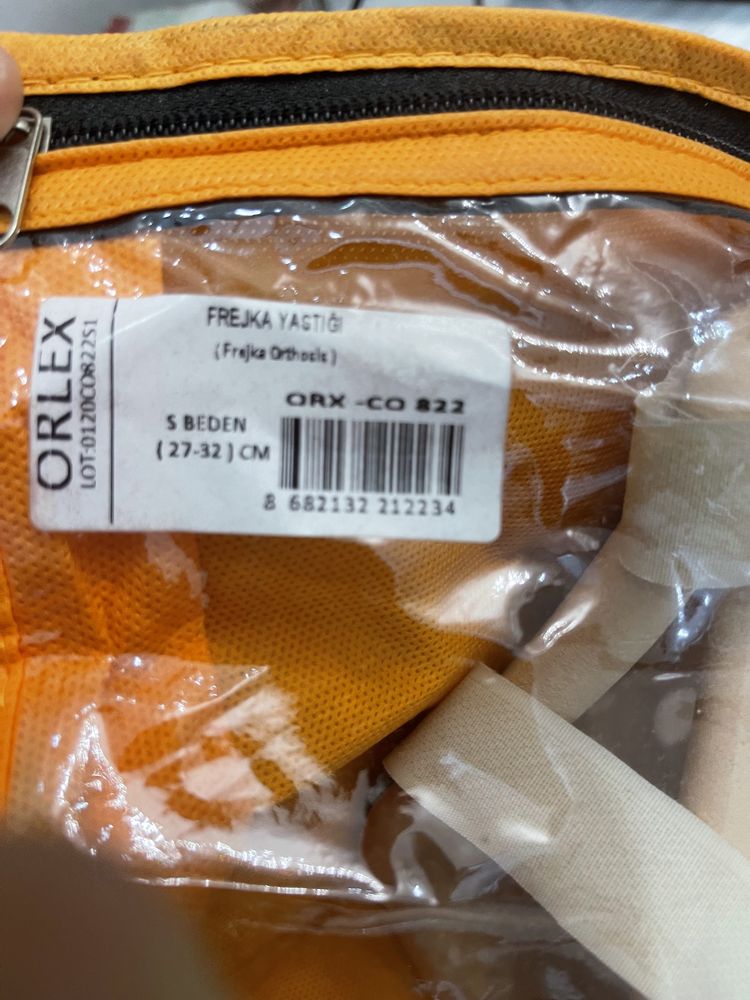 ORLEX
LOT:0120CO822S1
FREJKA YASTIĞI
(Frejka Orthosis)
ORX -CO 822
S BEDEN
(27-32) CM
8 682132 212234